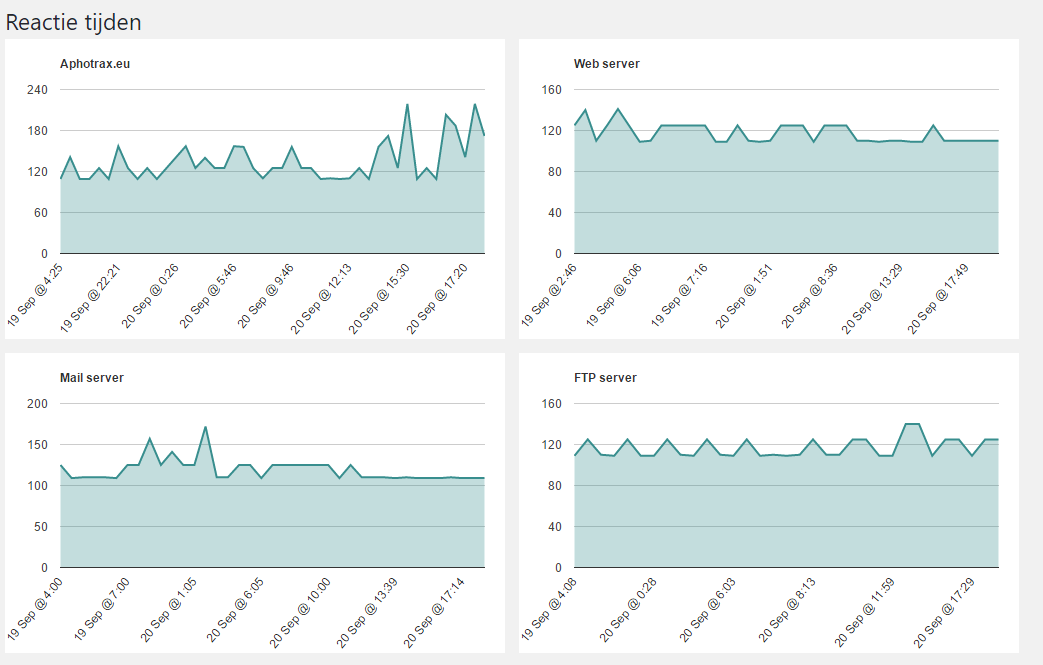 Reactie tijden
Aphotrax.eu
240
180
120
60
0
19 Sep @ 4:25
19 Sep @ 22:21
20 Sep @ 0:26
20 Sep @ 5:46
20 Sep @ 9:46
20 Sep @ 12:13
20 Sep @ 15:30
20 Sep @ 17:20
Web server
160
120
80
40
0
19 Sep @ 2:46
19 Sep @ 6:06
19 Sep @ 7:16
20 Sep @ 1:51
20 Sep @ 8:36
20 Sep @ 13:29
20 Sep @ 17:49
Mail server
200
150
100
50
0
19 Sep @ 4:00
19 Sep @ 7:00
20 Sep @ 1:05
20 Sep @ 6:05
20 Sep @ 10:00
20 Sep @ 13:39
20 Sep @ 17:14
FTP server
160
120
80
40
0
19 Sep @ 4:08
20 Sep @ 0:28
20 Sep @ 6:03
20 Sep @ 8:13
20 Sep @ 11:59
20 Sep @ 17:29